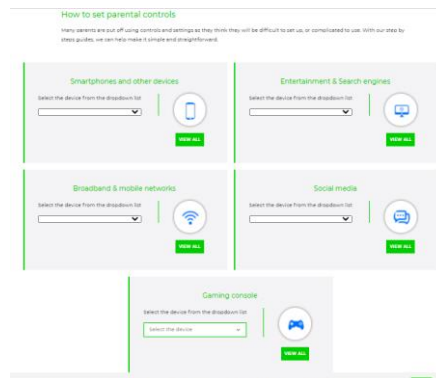 How to set parental controls
Many parents are put off using controls and settings as they think they will be difficult to set us, or complicated to use. With our step by
steps guides, we can help make it simple end straightforward.
Smartphones and other devices
Select the device from the dropdown list
VIEW ALL
Entertainment & Search engines
Select the device from the dropdown list
VIEW ALL
Broadband & mobile networks
Select the device from the dropdown list
VIEW ALL
Social media
Select the device from the dropdown list
VIEW ALL
Gaming console
Select the device from the dropdown list
Select the device
VIEW ALL